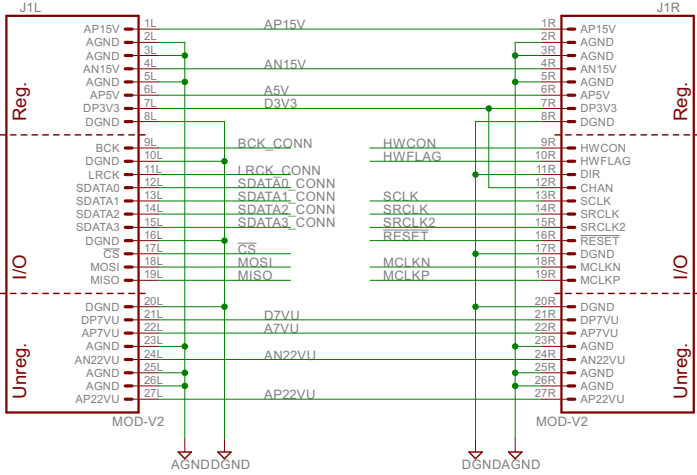 J1L J1R
AP15V 1L AP15V 1R AP15V
AGND 2L 2R AGND
AGND 3L 3R AGND
AN15V 4L AN15V 4R AN15V
AGND 5L 5R AGND
AP5V 6L A5V 6R AP5V
DP3V3 7L D3V3 7R DP3V3
DGND 8L 8R DGND
Reg. Reg.
BCK 9L BCK_CONN HWCON 9R HWCON
DGND 10L HWFLAG 10R HWFLAG
LRCK 11L LRCK_CONN 11R DIR
SDATA0 12L SDATA0_CONN 12R CHAN
SDATA1 13L SDATA1_CONN SCLK 13R SCLK
SDATA2 14L SDATA2_CONN SRCLK 14R SRCLK
SDATA3 15L SDATA3_CONN SRCLK2 15R SRCLK2
DGND 16L RESET 16R RESET
CS 17L CS 17R DGND
MOSI 18L MOSI MCLKN 18R MCLKN
MISO 19L MISO MCLKP 19R MCLKP
I/O I/O
DGND 20L 20R DGND
DP7VU 21L D7VU 21R DP7VU
AP7VU 22L A7VU 22R AP7VU
AGND 23L 23R AGND
AN22VU 24L AN22VU 24R AN22VU
AGND 25L 25R AGND
AGND 26L 26R AGND
AP22VU 27L AP22VU 27R AP22VU
Unreg. Unreg.
MOD-V2 MOD-V2
AGND DGND DGND AGND